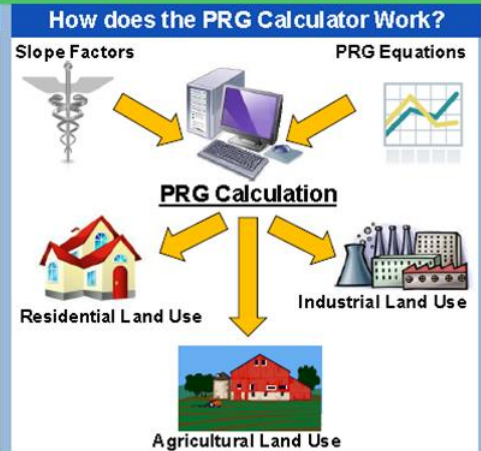 How does the PRG Calculator Work?
Slope Factors
PRG Equations
PRG Calculation
Residential Land Use
Industrial Land Use
Agricultural Land Use